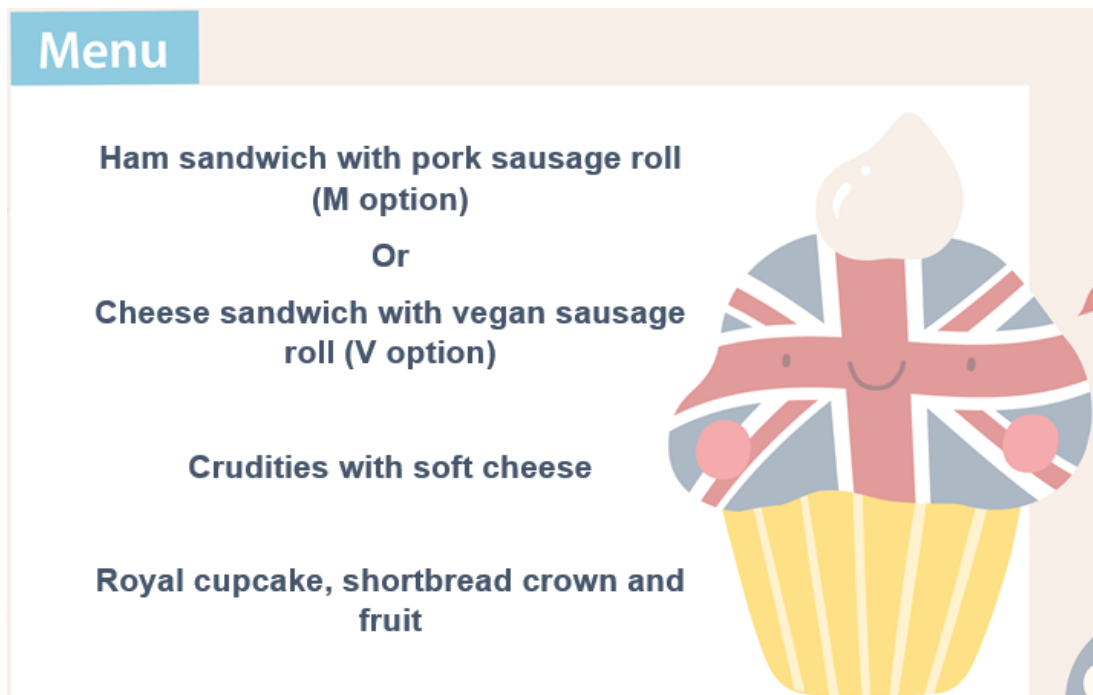 Menu
Ham sandwich with pork sausage roll
(M option)
Or
Cheese sandwich with vegan sausage
roll (V option)
Crudities with soft cheese
Royal cupcake, shortbread crown and
fruit